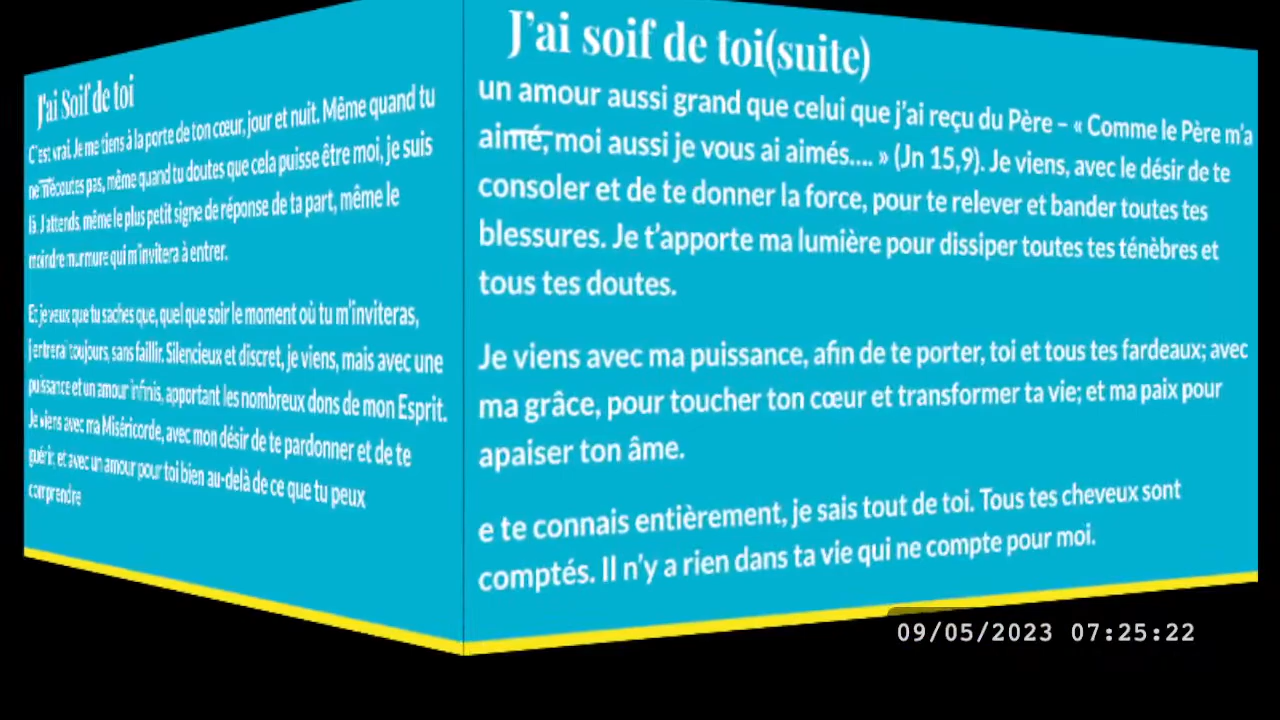 J'ai Soif de toi
C'est vrai. Je me tiens à la porte de ton cœur, jour et nuit. Même quand tu
ne m'écoutes pas, même quand tu doutes que cela puisse être moi, je suis
là. J'attends, même le plus petit signe de réponse de ta part, même le
moindre murmure qui m'invitera à entrer.
Et je veux que tu saches que, quel que soir le moment où tu m'inviteras,
j'entrerai toujours, sans faillir. Silencieux et discret, je viens, mais avec une
puissance et un amour infinis, apportant les nombreux dons de mon Esprit.
Je viens avec ma Miséricorde, avec mon désir de te pardonner et de te
guérir, et avec un amour pour toi bien au-delà de ce que tu peux
comprendre
J'ai soif de toi(suite)
un amour aussi grand que celui que j'ai reçu du Père – « Comme le Père m'a
aimé, moi aussi je vous ai aimés.... » (Jn 15,9). Je viens, avec le désir de te
consoler et de te donner la force, pour te relever et bander toutes tes
blessures. Je t'apporte ma lumière pour dissiper toutes tes ténèbres et
tous tes doutes.
Je viens avec ma puissance, afin de te porter, toi et tous tes fardeaux; avec
ma grâce, pour toucher ton cœur et transformer ta vie; et ma paix pour
apaiser ton âme.
e te connais entièrement, je sais tout de toi. Tous tes cheveux sont
comptés. Il n'y a rien dans ta vie qui ne compte pour moi.
09/05/2023 07:25:22